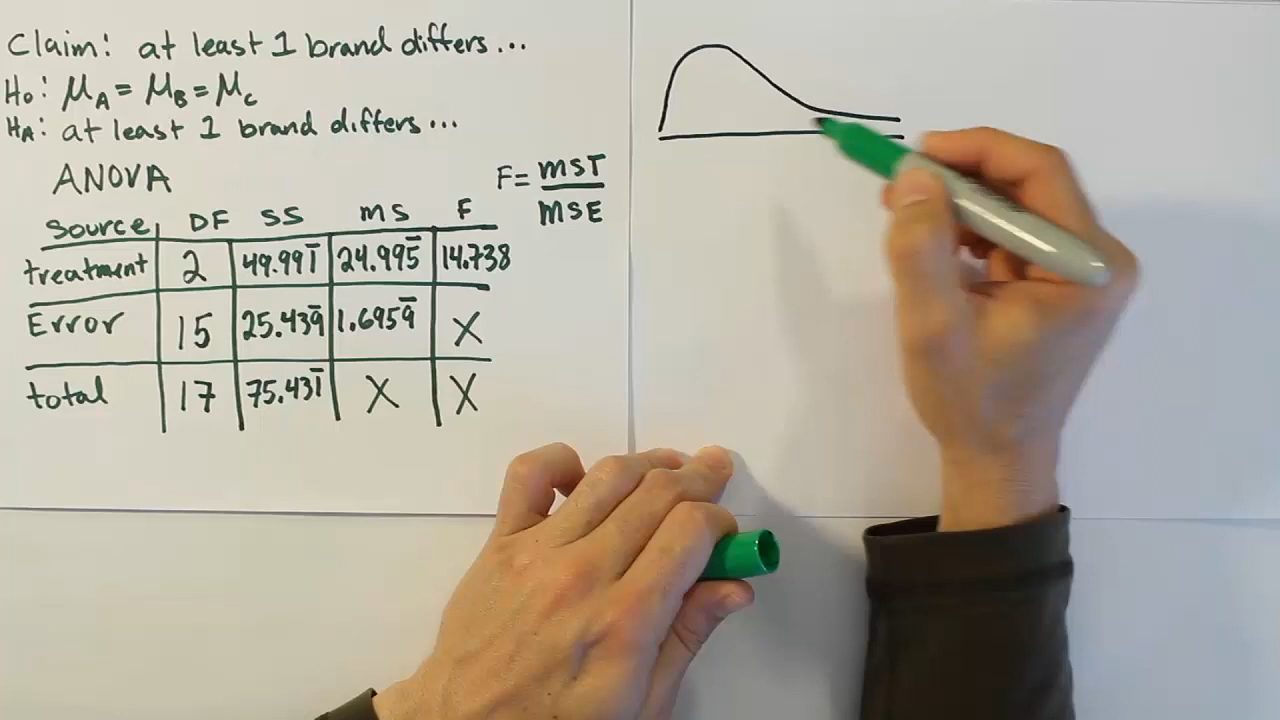 Claim: at least 1 brand differs...
H₀: μA = μB = μC
HA: at least 1 brand differs...
ANOVA
F = MST / MSE
Source DF SS MS F
treatment 2 49.991̅ 24.995̅ 14.738
Error 15 25.439̅ 1.6959̅ X
total 17 75.431̅ X X